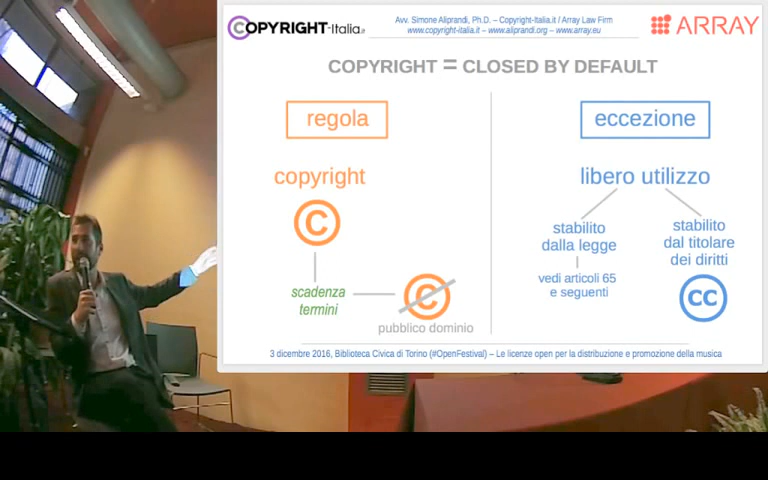 COPYRIGHT-Italia.it
Avv. Simone Aliprandi, Ph.D. – Copyright-Italia.it / Array Law Firm
www.copyright-italia.it – www.aliprandi.org – www.array.eu
ARRAY
COPYRIGHT = CLOSED BY DEFAULT
regola
copyright
C
scadenza
termini
C
pubblico dominio
eccezione
libero utilizzo
stabilito
dalla legge
vedi articoli 65
e seguenti
stabilito
dal titolare
dei diritti
CC
3 dicembre 2016, Biblioteca Civica di Torino (#OpenFestival) – Le licenze open per la distribuzione e promozione della musica